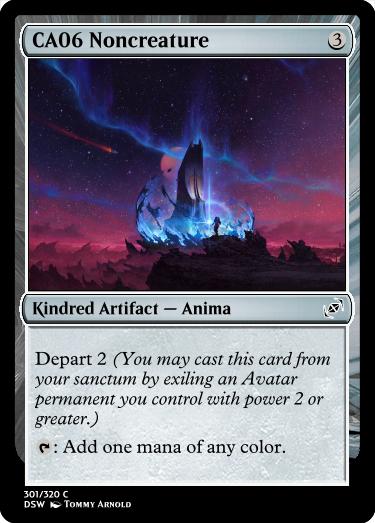 CA06 Noncreature 3
Kindred Artifact — Anima
Depart 2 (You may cast this card from
your sanctum by exiling an Avatar
permanent you control with power 2 or
greater.)
: Add one mana of any color.
301/320 C
DSW Tommy Arnold